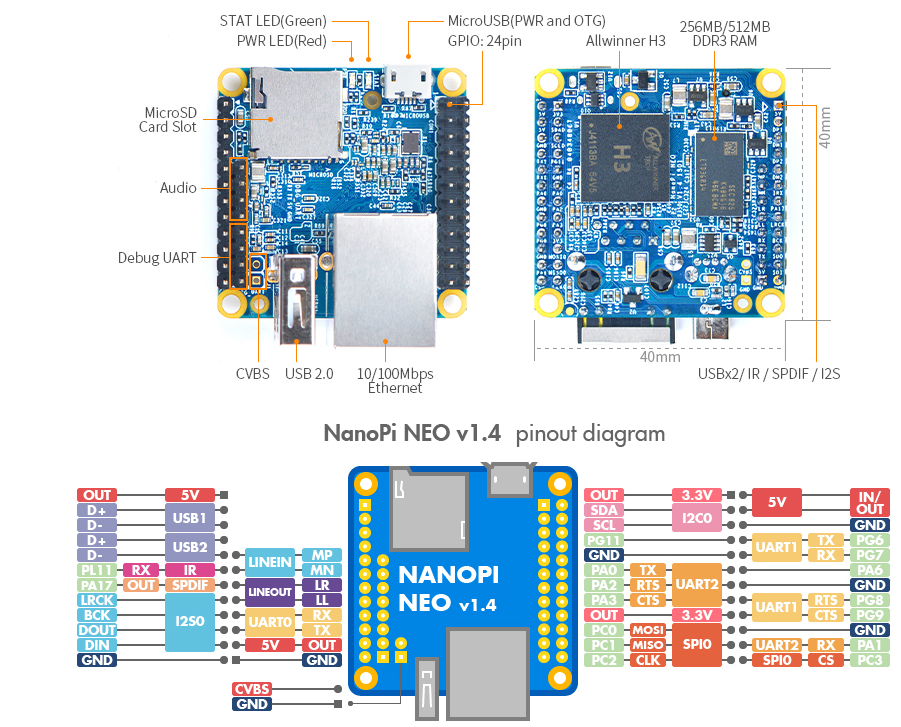 STAT LED(Green)
PWR LED(Red)
MicroUSB(PWR and OTG)
GPIO: 24pin
Allwinner H3
256MB/512MB
DDR3 RAM
MicroSD
Card Slot
Audio
Debug UART
CVBS
USB 2.0
10/100Mbps
Ethernet
H3
40mm
40mm
USBx2/ IR / SPDIF / I2S
NanoPi NEO v1.4 pinout diagram
OUT 5V
D+ USB1
D-
D+ USB2
D-
PL11 RX IR
PA17 OUT SPDIF
LRCK I2S0
BCK
DOUT
DIN
GND
LINEIN MP
MN
LINEOUT LR
LL
UART0 RX
TX
5V OUT
GND
CVBS
GND
NANOPI
NEO v1.4
OUT 3.3V
SDA I2C0
SCL
PG11
GND
PA0 TX UART2
PA2 RTS
PA3 CTS
OUT 3.3V
PC0 MOSI SPI0
PC1 MISO
PC2 CLK
5V IN/
OUT
GND
UART1 TX PG6
RX PG7
PA6
GND
UART1 RTS PG8
CTS PG9
GND
UART2 RX PA1
SPI0 CS PC3